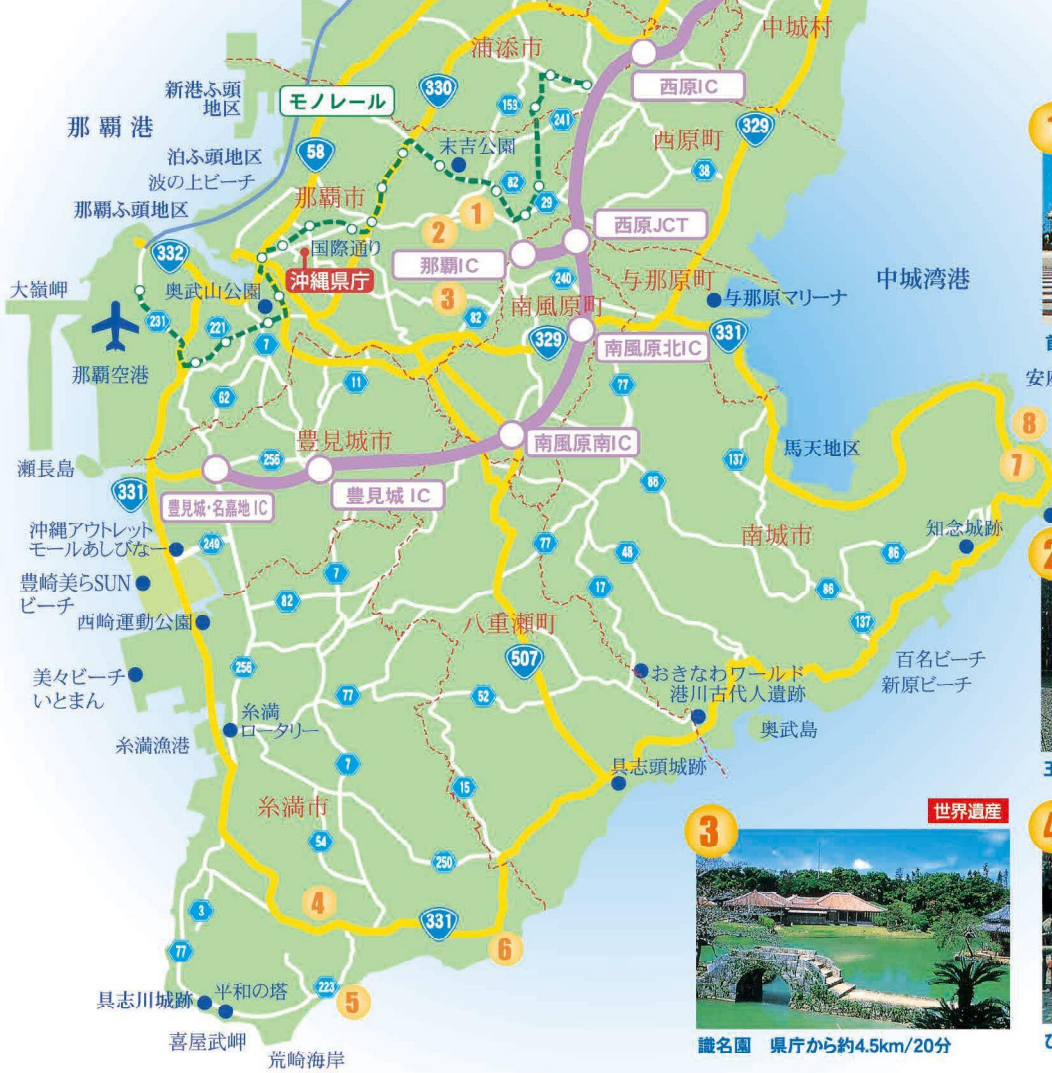 中城村
浦添市
西原IC
新港ふ頭
地区
モノレール
330
153
241
329
那覇港
西原町
泊ふ頭地区
58
末吉公園
38
波の上ビーチ
82
那覇市
29
那覇ふ頭地区
1
2
西原JCT
332
国際通り
那覇IC
沖縄県庁
240
与那原町
中城湾港
大嶺岬
奥武山公園
3
南風原町
与那原マリーナ
231
221
82
7
329
331
南風原北IC
那覇空港
11
77
62
8
豊見城市
南風原南IC
馬天地区
7
瀬長島
256
137
331
豊見城・名嘉地 IC
豊見城 IC
86
沖縄アウトレット
モールあしびなー
249
77
48
南城市
86
知念城跡
豊崎美らSUN
ビーチ
7
82
17
86
西崎運動公園
八重瀬町
137
256
507
美々ビーチ
いとまん
77
52
おきなわワールド
港川古代人遺跡
百名ビーチ
新原ビーチ
糸満
ロータリー
奥武島
糸満漁港
7
具志頭城跡
15
糸満市
54
250
世界遺産
3
4
3
331
6
77
具志川城跡
平和の塔
223
5
喜屋武岬
荒崎海岸
識名園 県庁から約4.5km/20分